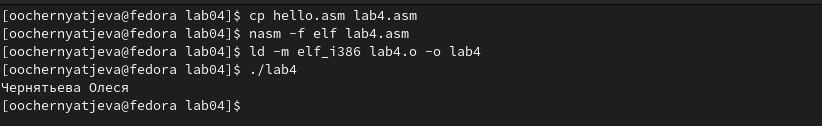 [oochernyatjeva@fedora lab04]$ cp hello.asm lab4.asm
[oochernyatjeva@fedora lab04]$ nasm -f elf lab4.asm
[oochernyatjeva@fedora lab04]$ ld -m elf_i386 lab4.o -o lab4
[oochernyatjeva@fedora lab04]$ ./lab4
Чернятьева Олеся
[oochernyatjeva@fedora lab04]$